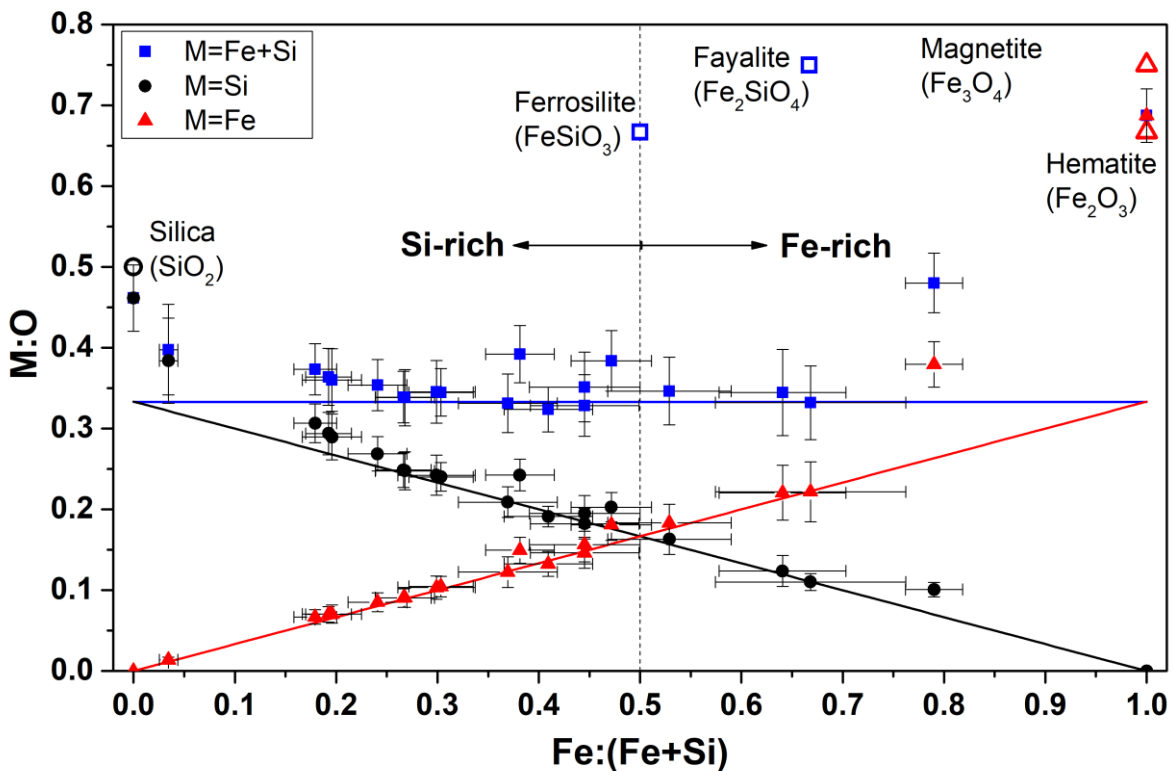 0.8
0.7
0.6
0.5
0.4
0.3
0.2
0.1
0.0
M:O
M=Fe+Si
M=Si
M=Fe
Silica
(SiO₂)
Ferrosilite
(FeSiO₃)
Fayalite
(Fe₂SiO₄)
Magnetite
(Fe₃O₄)
Hematite
(Fe₂O₃)
Si-rich
Fe-rich
0.0 0.1 0.2 0.3 0.4 0.5 0.6 0.7 0.8 0.9 1.0
Fe:(Fe+Si)